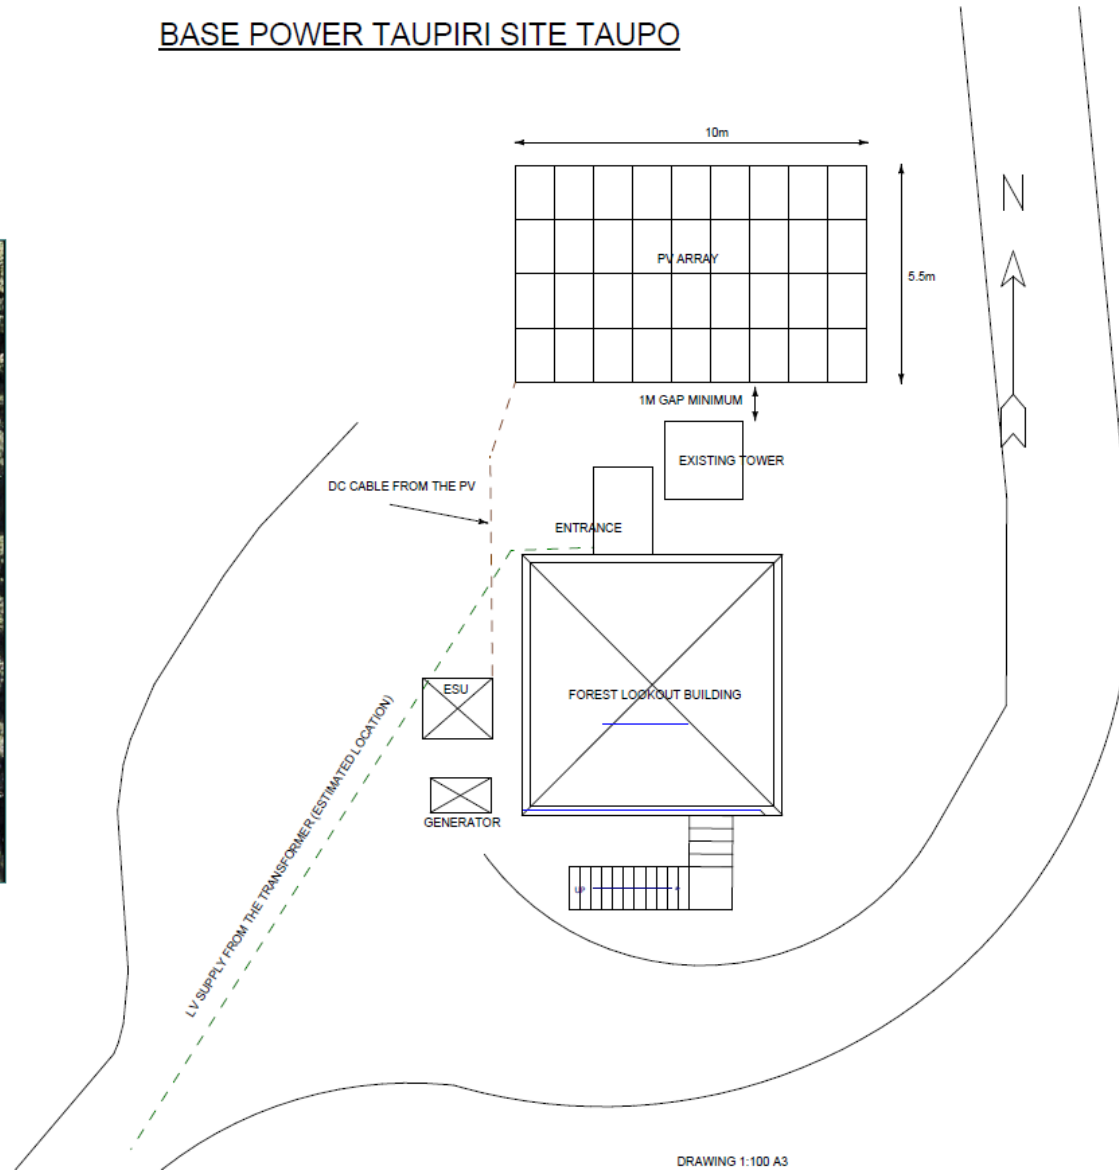 BASE POWER TAUPIRI SITE TAUPO
10m
N
PV ARRAY
5.5m
1M GAP MINIMUM
EXISTING TOWER
DC CABLE FROM THE PV
ENTRANCE
ESU
FOREST LOOKOUT BUILDING
LV SUPPLY FROM THE TRANSFORMER (ESTIMATED LOCATION)
GENERATOR
UP
DRAWING 1:100 A3